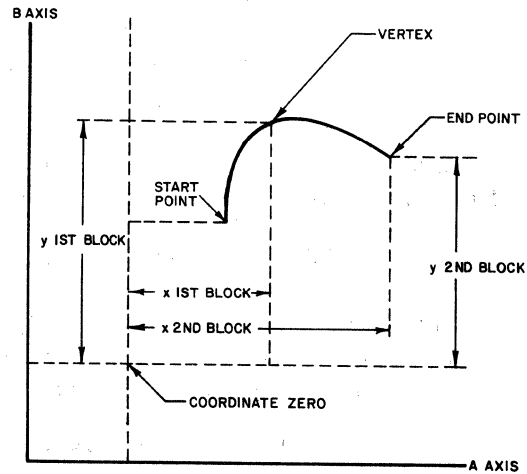 B AXIS
VERTEX
END POINT
START
POINT
y 1ST BLOCK
y 2ND BLOCK
x 1ST BLOCK
x 2ND BLOCK
COORDINATE ZERO
A AXIS